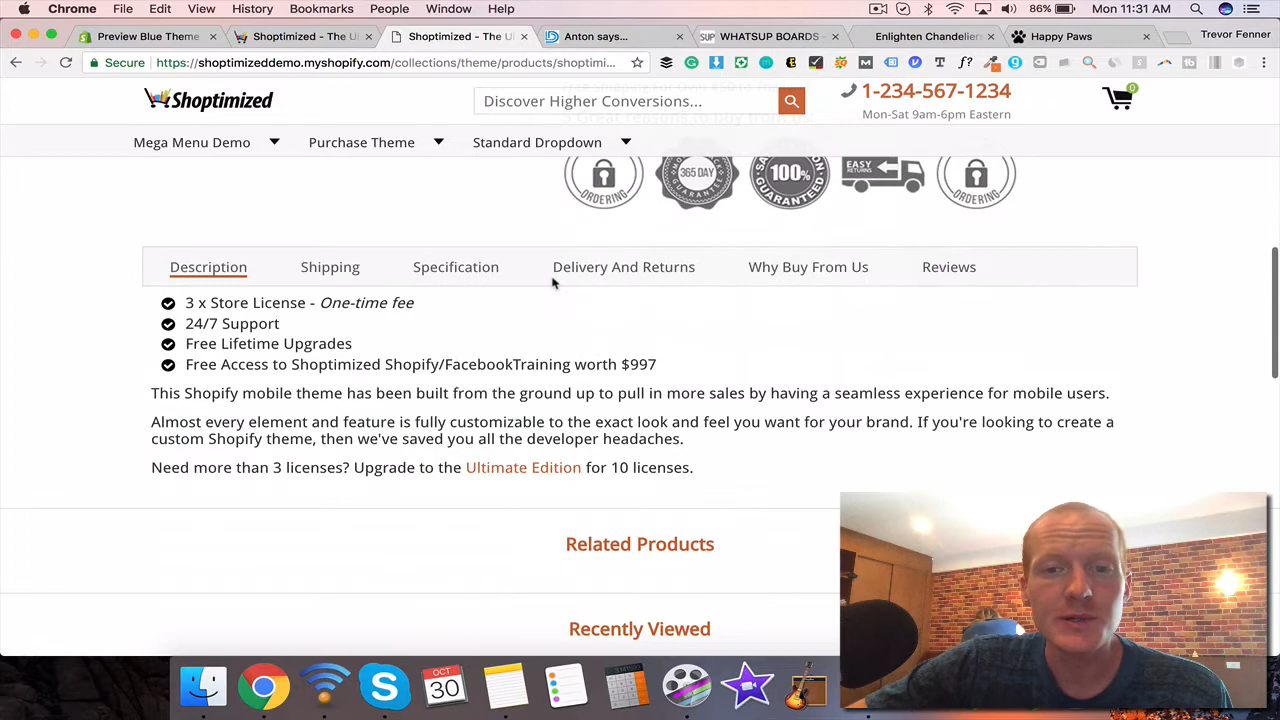 Chrome File Edit View History Bookmarks People Window Help 86% Mon 11:31 AM
Trevor Fenner
Preview Blue Theme × Shoptimized - The U × Shoptimized - The U × Anton says... × WHATSUP BOARDS - × Enlighten Chandeliers × Happy Paws ×
Secure https://shoptimizeddemo.myshopify.com/collections/theme/products/shoptimi...
Shoptimized Discover Higher Conversions... 1-234-567-1234 0
Mon-Sat 9am-6pm Eastern
Mega Menu Demo Purchase Theme Standard Dropdown
ORDERING 365 DAY GUARANTEE 100% GUARANTEED EASY RETURNS ORDERING
Description Shipping Specification Delivery And Returns Why Buy From Us Reviews
3 x Store License - One-time fee
24/7 Support
Free Lifetime Upgrades
Free Access to Shoptimized Shopify/FacebookTraining worth $997
This Shopify mobile theme has been built from the ground up to pull in more sales by having a seamless experience for mobile users.
Almost every element and feature is fully customizable to the exact look and feel you want for your brand. If you're looking to create a
custom Shopify theme, then we've saved you all the developer headaches.
Need more than 3 licenses? Upgrade to the Ultimate Edition for 10 licenses.
Related Products
Recently Viewed
OCT
30